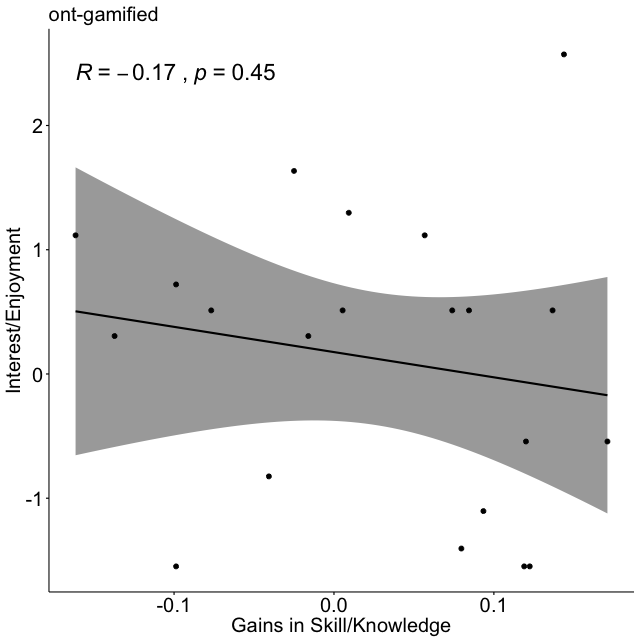 ont-gamified
R = −0.17 , p = 0.45
2
1
0
-1
Interest/Enjoyment
-0.1 0.0 0.1
Gains in Skill/Knowledge